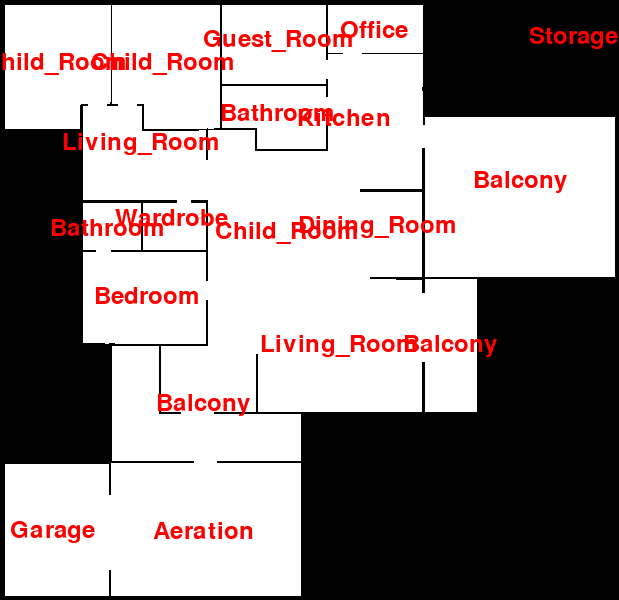 Office
Storage
Guest_Room
hild_Room
Child_Room
Bathroom
Kitchen
Living_Room
Balcony
Wardrobe
Bathroom
Child_Room
Dining_Room
Bedroom
Living_Room
Balcony
Balcony
Garage
Aeration